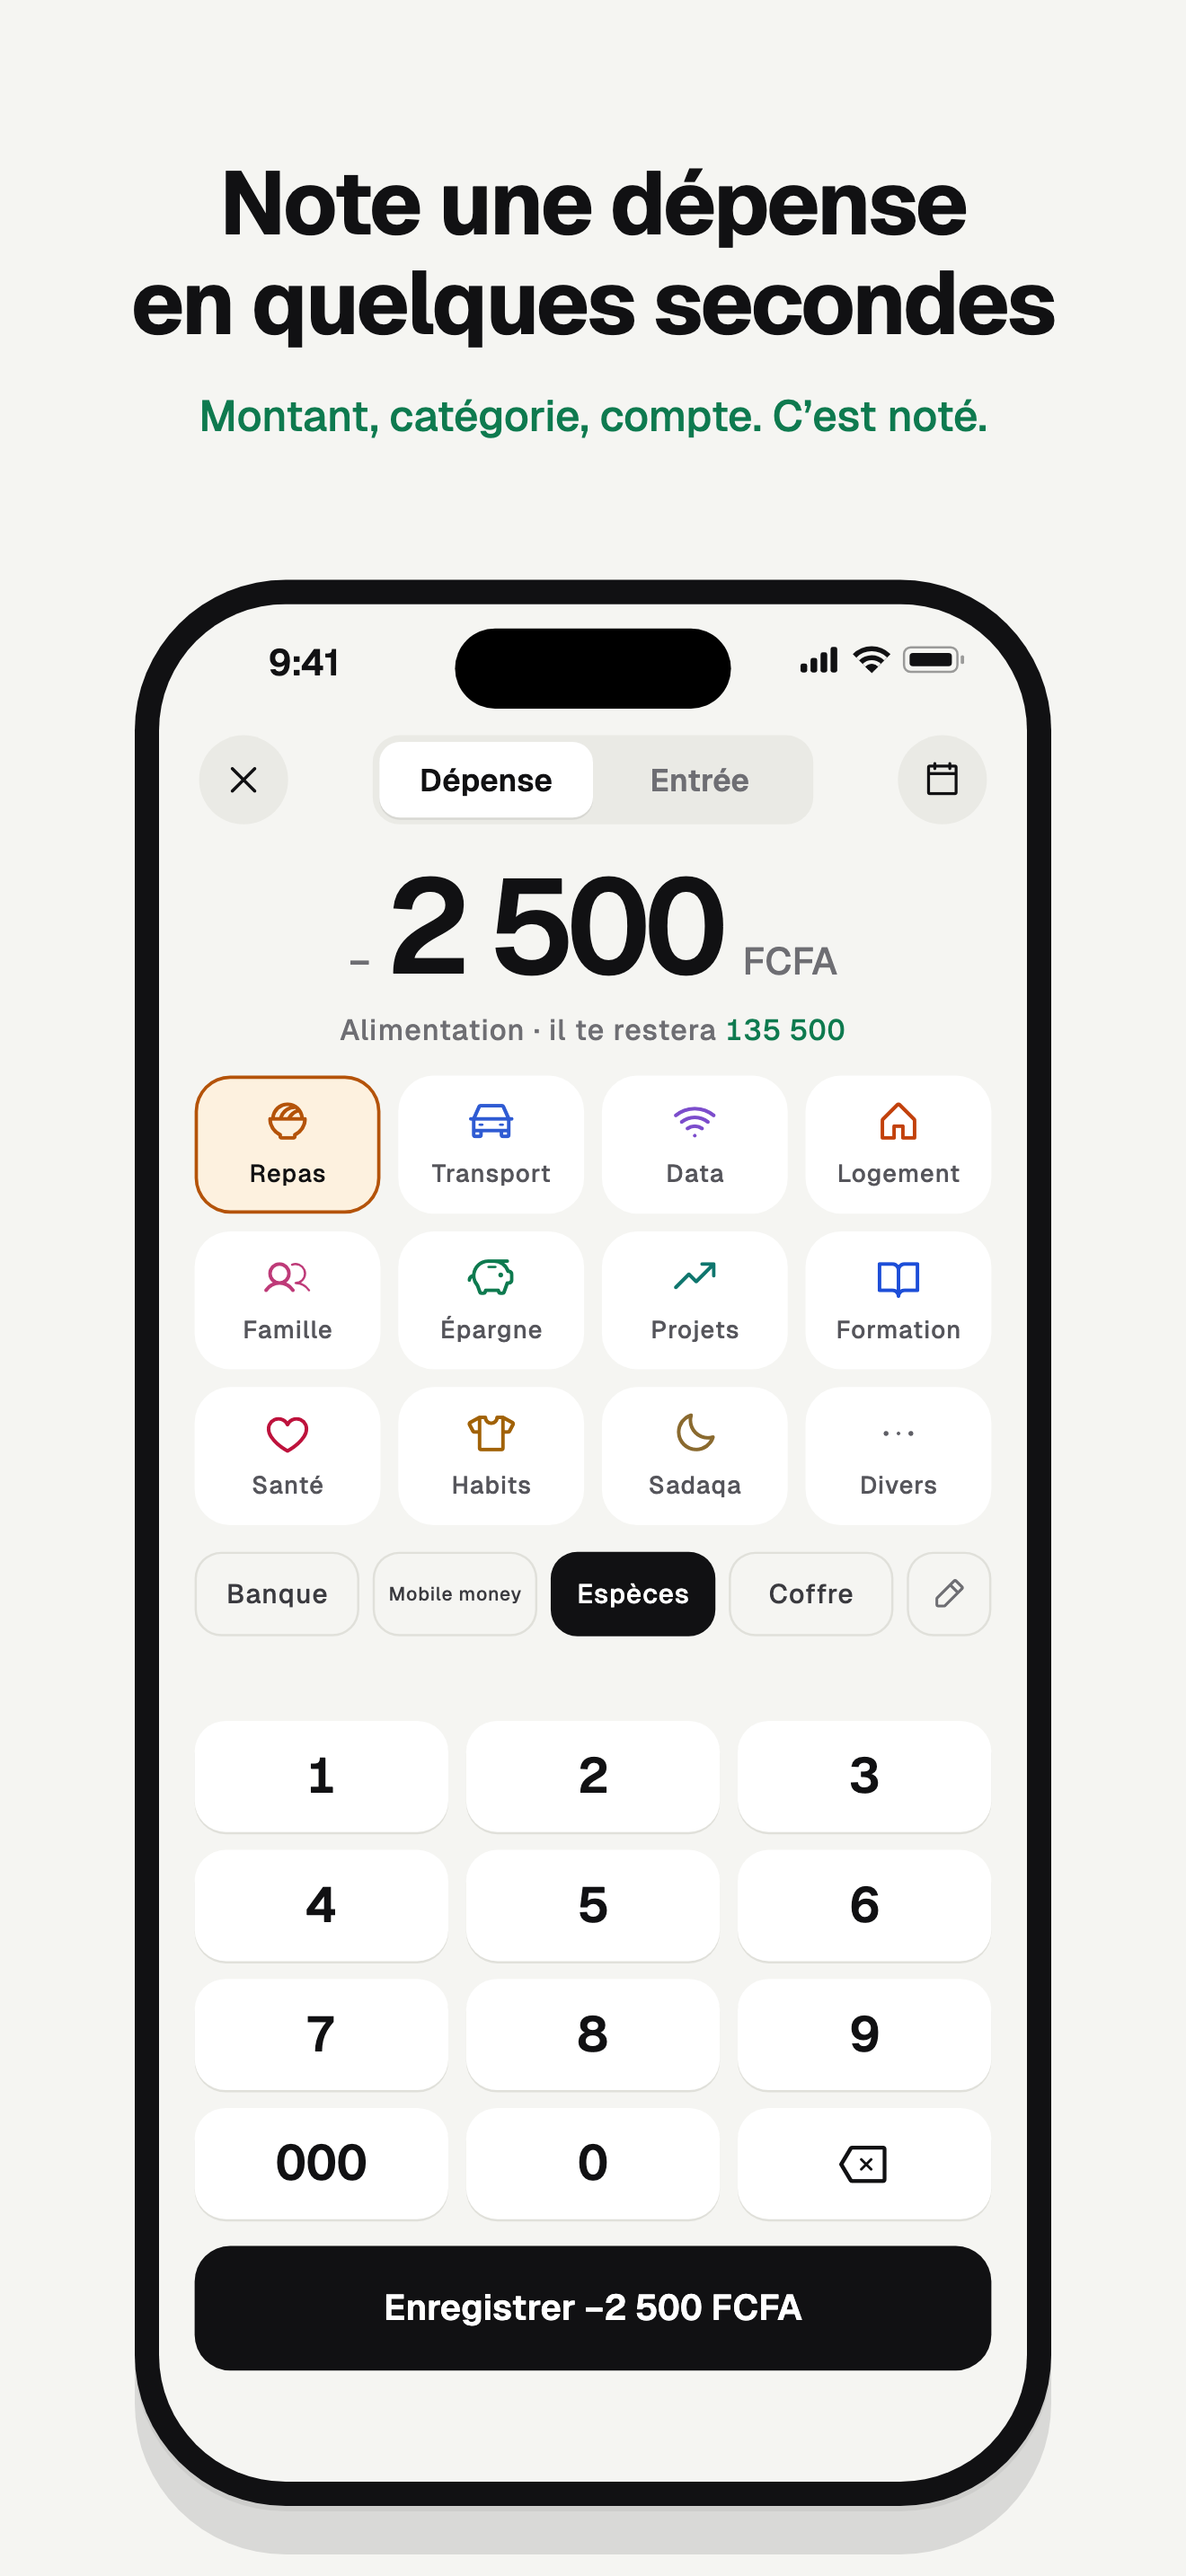 Note une dépense
en quelques secondes
Montant, catégorie, compte. C’est noté.
9:41
Dépense Entrée
– 2 500 FCFA
Alimentation · il te restera 135 500
Repas Transport Data Logement
Famille Épargne Projets Formation
Santé Habits Sadaqa Divers
Banque Mobile money Espèces Coffre
1 2 3
4 5 6
7 8 9
000 0
Enregistrer –2 500 FCFA